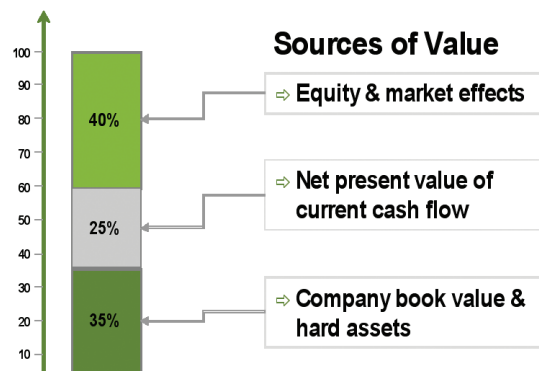 Sources of Value
100
90
80
70
60
50
40
30
20
10
40%
25%
35%
⇨ Equity & market effects
⇨ Net present value of
current cash flow
⇨ Company book value &
hard assets